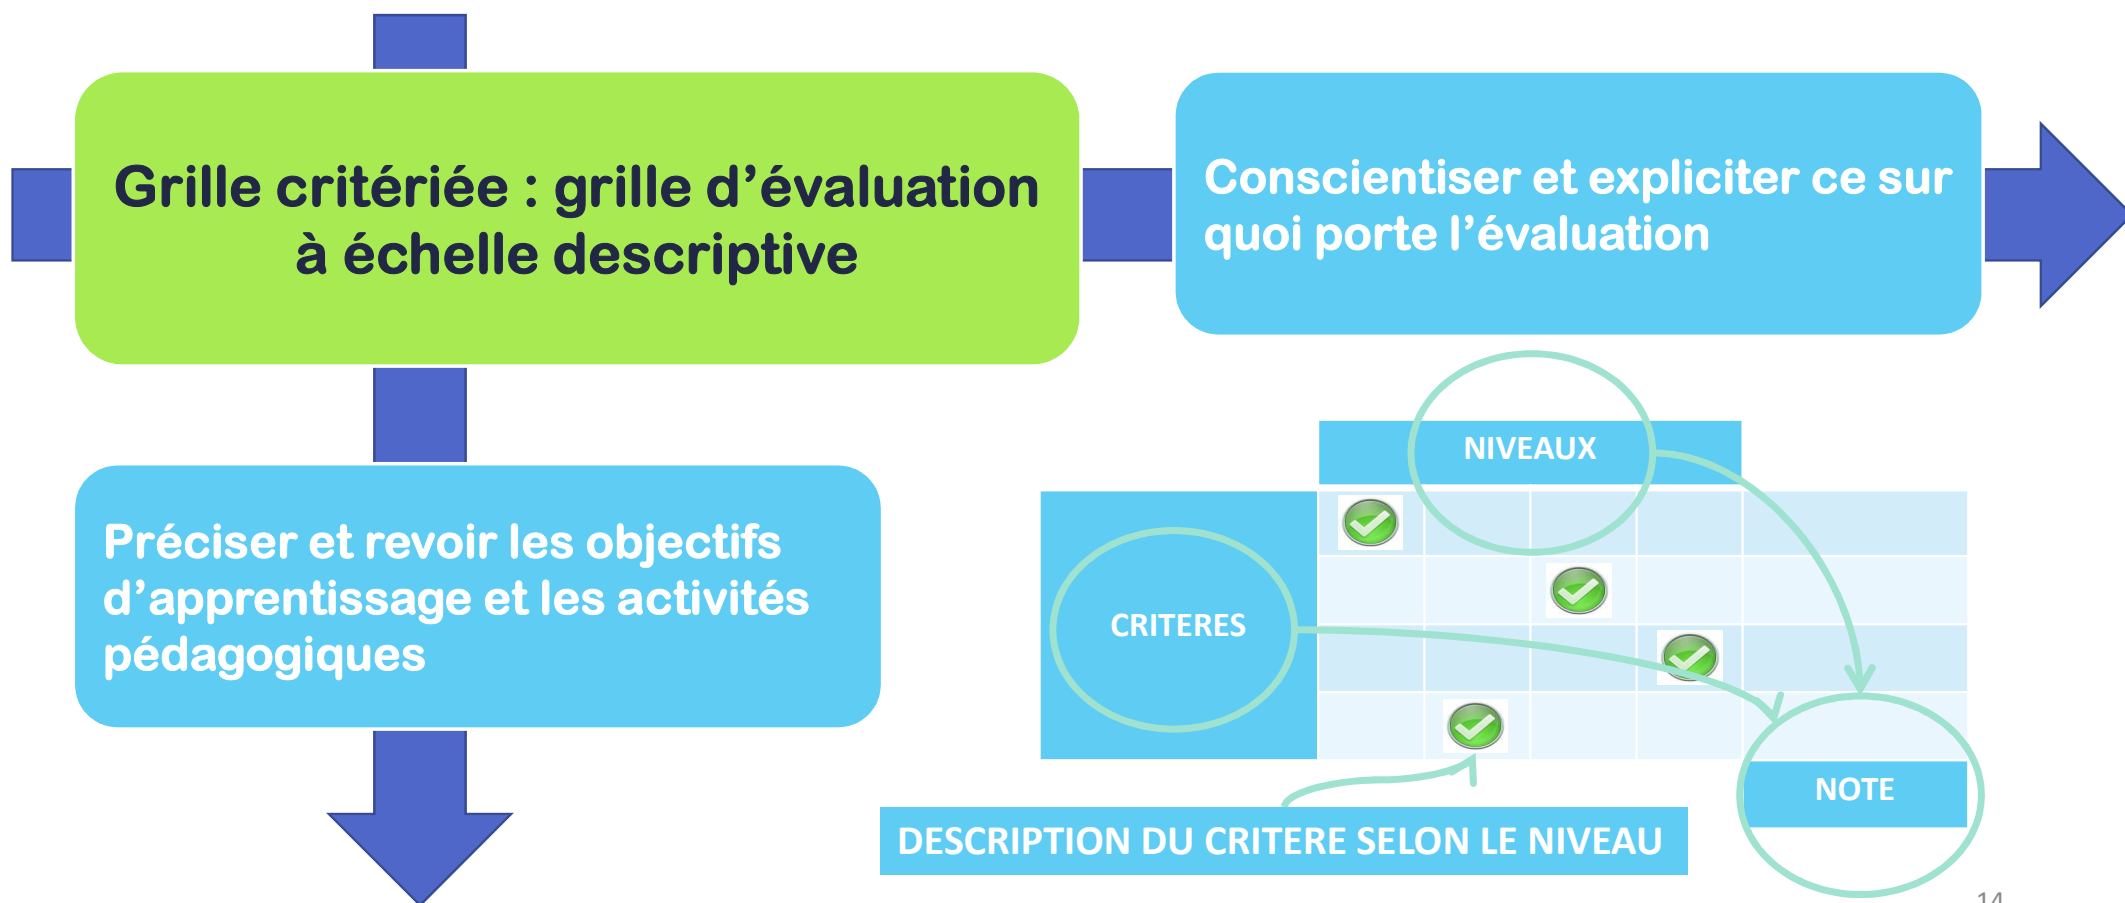 Grille critériée : grille d’évaluation
à échelle descriptive
Conscientiser et expliciter ce sur
quoi porte l’évaluation
Préciser et revoir les objectifs
d’apprentissage et les activités
pédagogiques
NIVEAUX
CRITERES
NOTE
DESCRIPTION DU CRITERE SELON LE NIVEAU
14